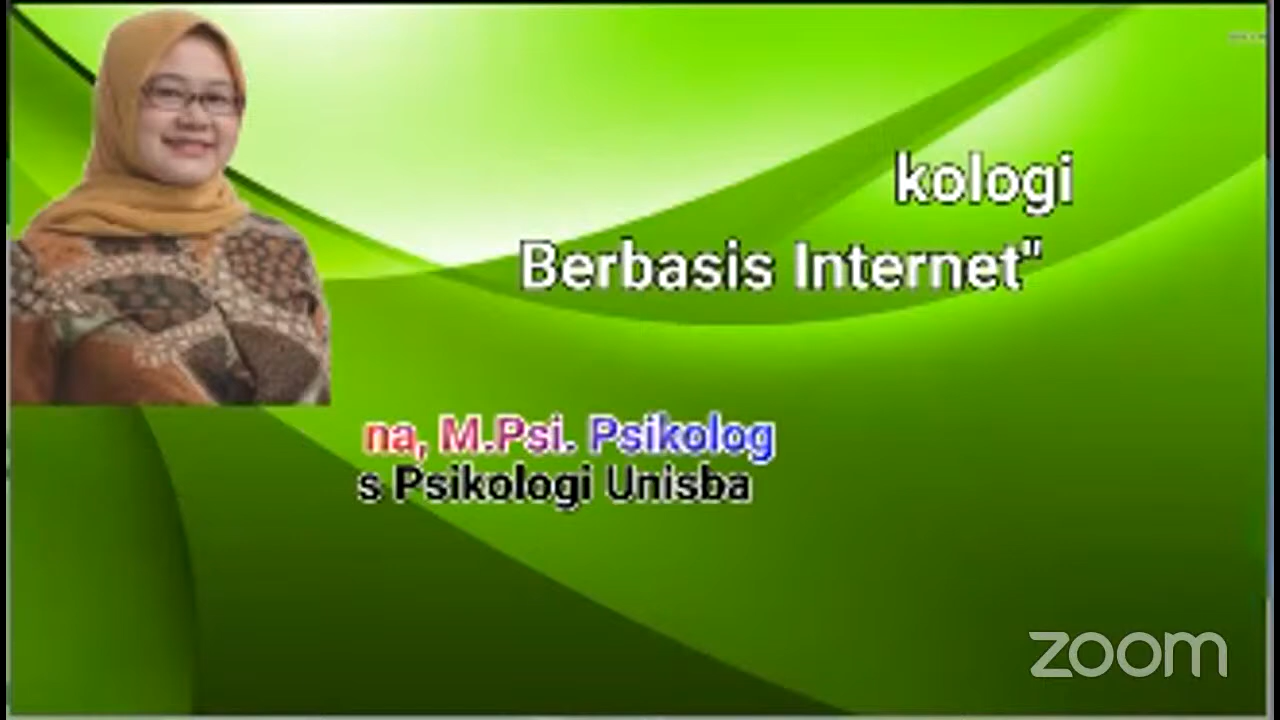 kologi
Berbasis Internet"
na, M.Psi. Psikolog
s Psikologi Unisba
zoom